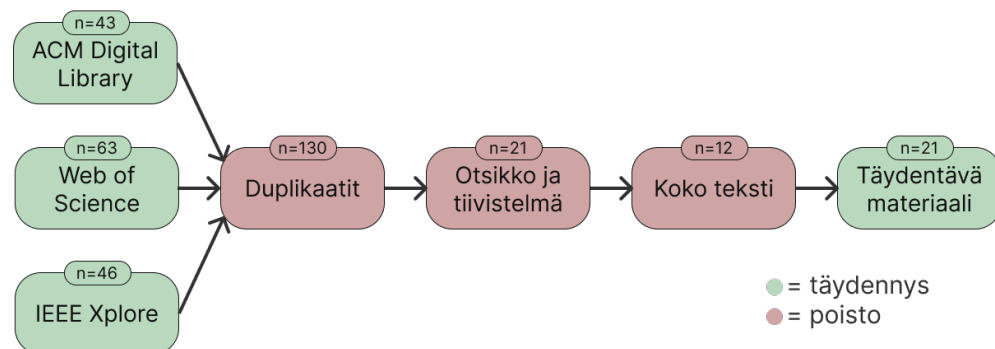 n=43
ACM Digital
Library
n=63
Web of
Science
n=46
IEEE Xplore
n=130
Duplikaatit
n=21
Otsikko ja
tiivistelmä
n=12
Koko teksti
n=21
Täydentävä
materiaali
= täydennys
= poisto